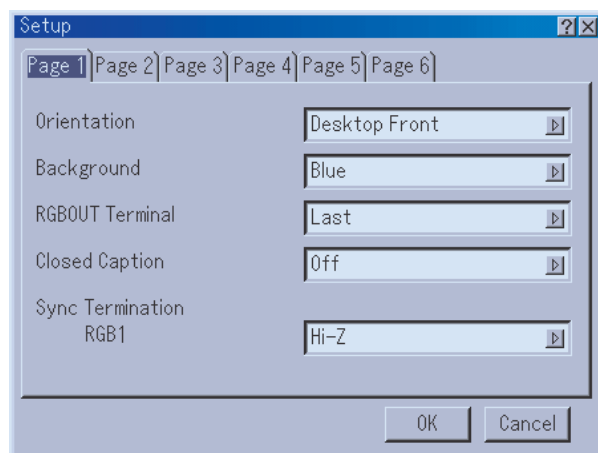 Setup
Page 1 Page 2 Page 3 Page 4 Page 5 Page 6
Orientation Desktop Front
Background Blue
RGBOUT Terminal Last
Closed Caption Off
Sync Termination
RGB1 Hi-Z
OK Cancel